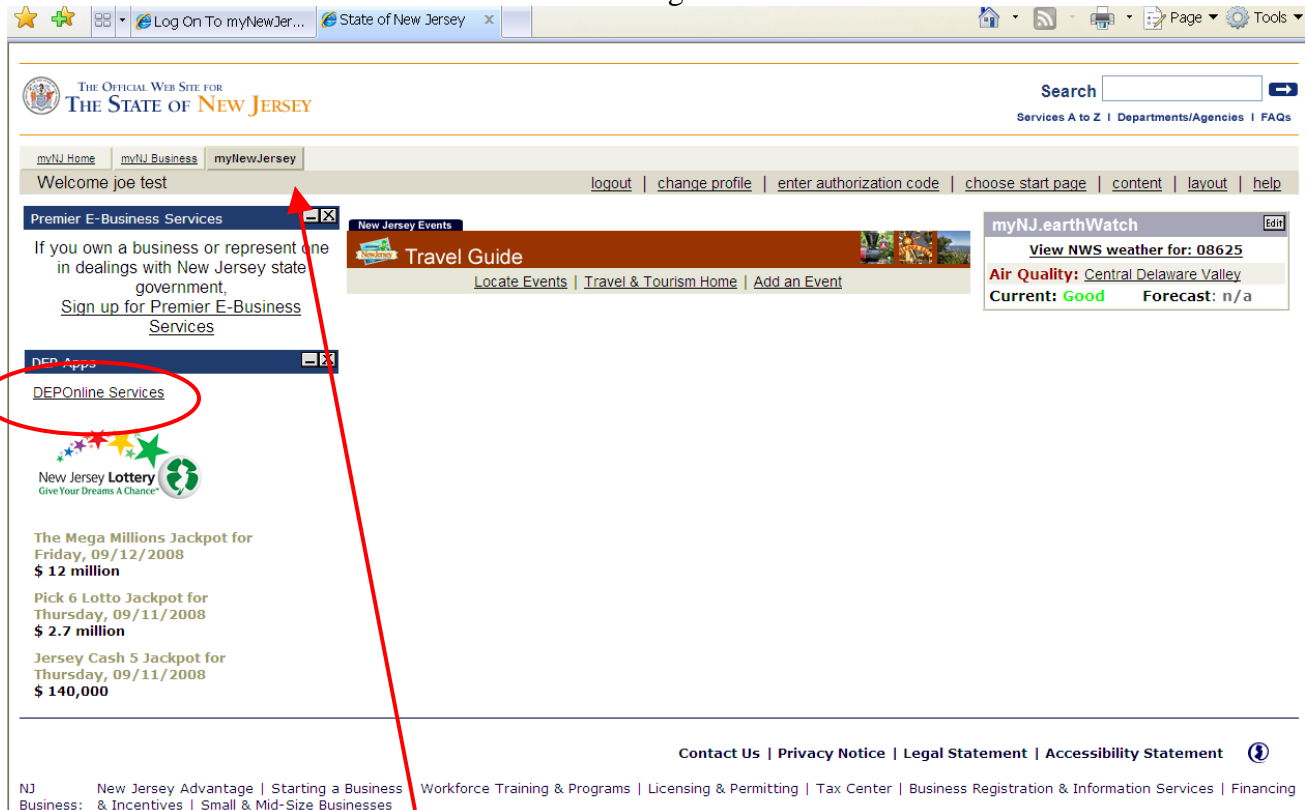 Log On To myNewJer...
State of New Jersey x
Page
Tools
THE OFFICIAL WEB SITE FOR
THE STATE OF NEW JERSEY
Search
Services A to Z | Departments/Agencies | FAQs
myNJ Home myNJ Business myNewJersey
Welcome joe test
logout | change profile | enter authorization code | choose start page | content | layout | help
Premier E-Business Services
If you own a business or represent one
in dealings with New Jersey state
government,
Sign up for Premier E-Business
Services
New Jersey Events
Travel Guide
Locate Events | Travel & Tourism Home | Add an Event
myNJ.earthWatch Edit
View NWS weather for: 08625
Air Quality: Central Delaware Valley
Current: Good Forecast: n/a
DEP Apps
DEPOnline Services
New Jersey Lottery
Give Your Dreams A Chance
The Mega Millions Jackpot for
Friday, 09/12/2008
$ 12 million
Pick 6 Lotto Jackpot for
Thursday, 09/11/2008
$ 2.7 million
Jersey Cash 5 Jackpot for
Thursday, 09/11/2008
$ 140,000
Contact Us | Privacy Notice | Legal Statement | Accessibility Statement
NJ New Jersey Advantage | Starting a Business | Workforce Training & Programs | Licensing & Permitting | Tax Center | Business Registration & Information Services | Financing
Business: & Incentives | Small & Mid-Size Businesses